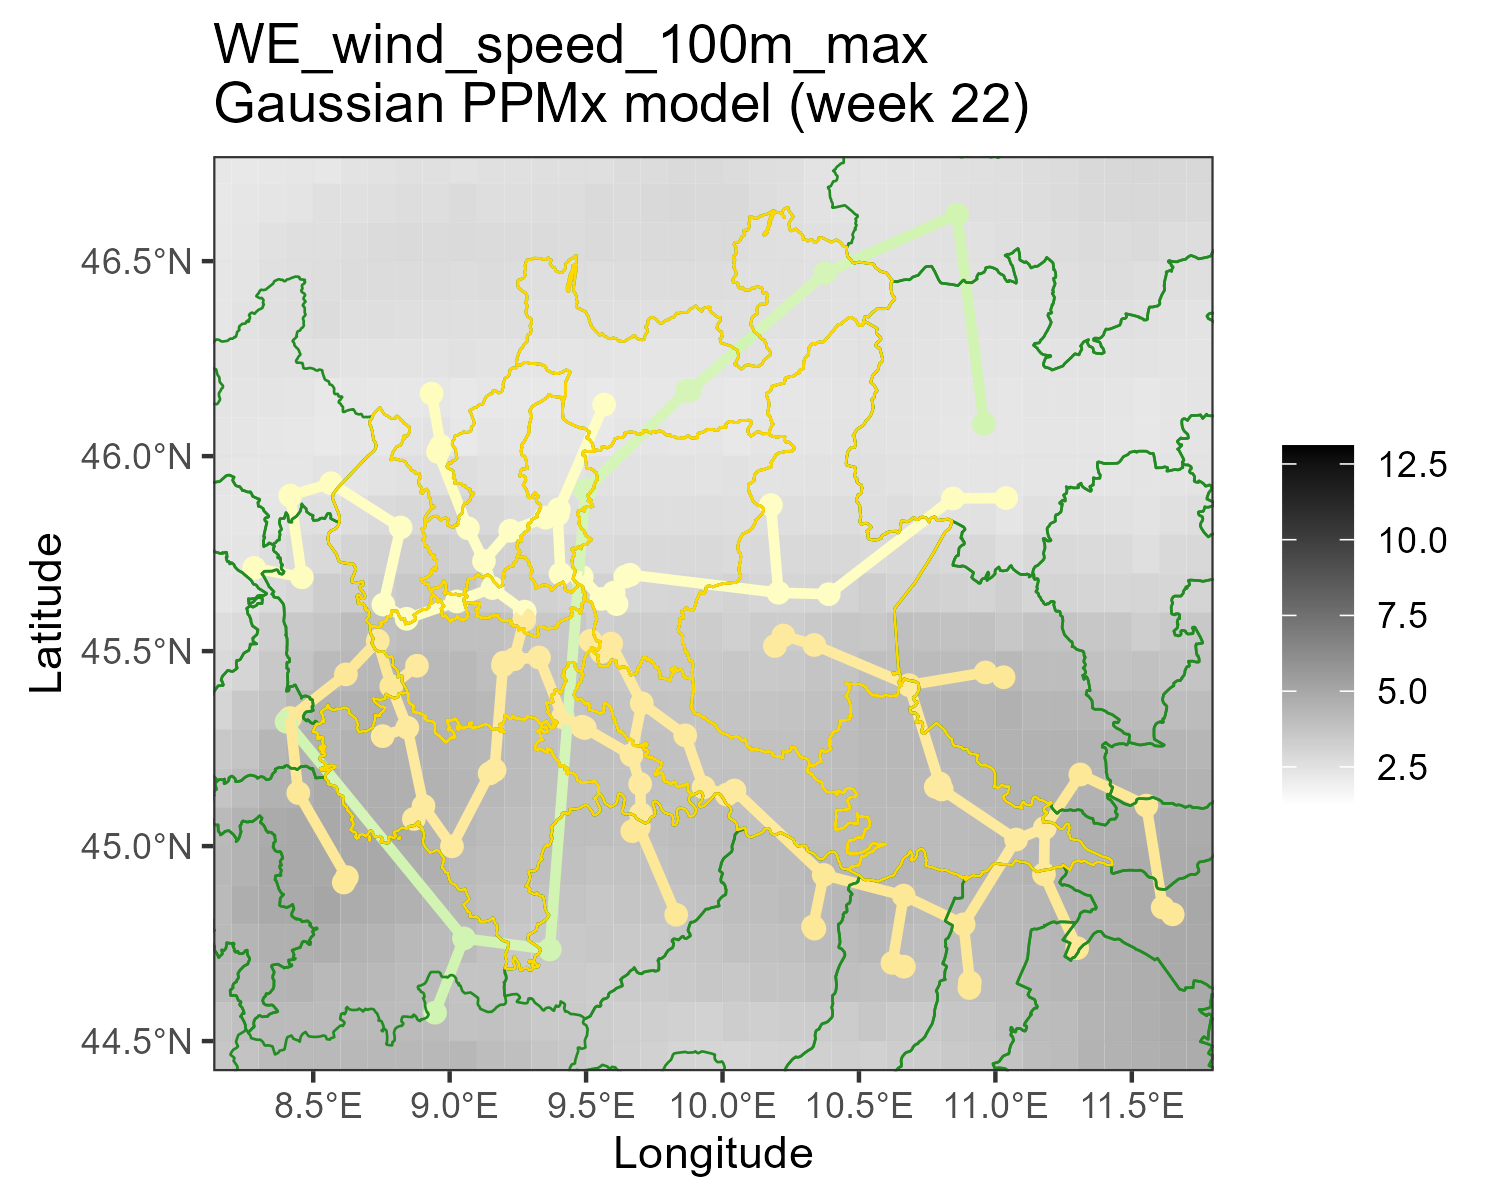 WE_wind_speed_100m_max
Gaussian PPMx model (week 22)
46.5°N
46.0°N
45.5°N
45.0°N
44.5°N
Latitude
8.5°E
9.0°E
9.5°E
10.0°E
10.5°E
11.0°E
11.5°E
Longitude
12.5
10.0
7.5
5.0
2.5